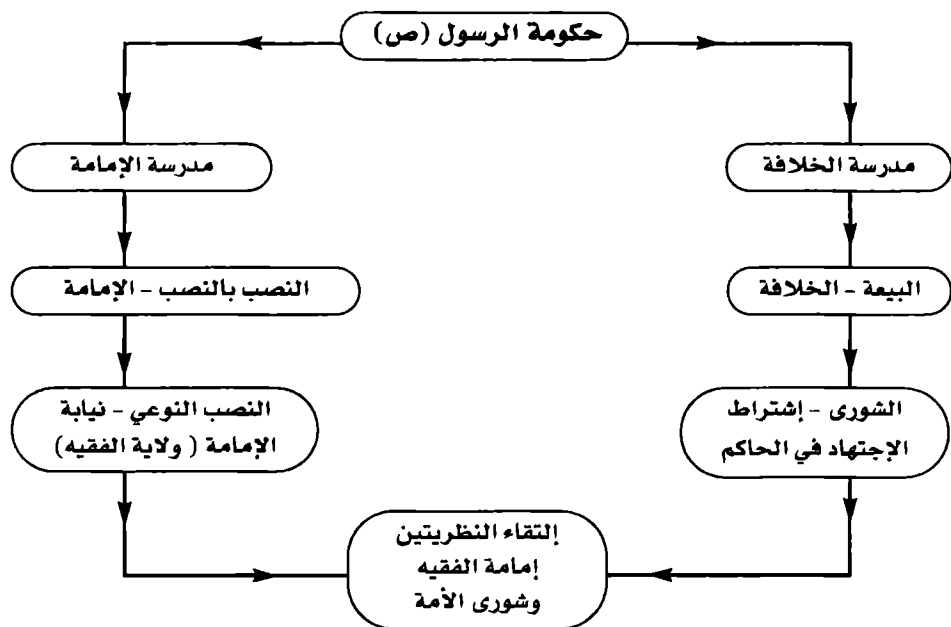 حكومة الرسول (ص)
مدرسة الخلافة
مدرسة الإمامة
البيعة - الخلافة
النصب بالنصب - الإمامة
الشورى - إشتراط
الإجتهاد في الحاكم
النصب النوعي - نيابة
الإمامة ( ولاية الفقيه)
إلتقاء النظريتين
إمامة الفقيه
وشورى الأمة